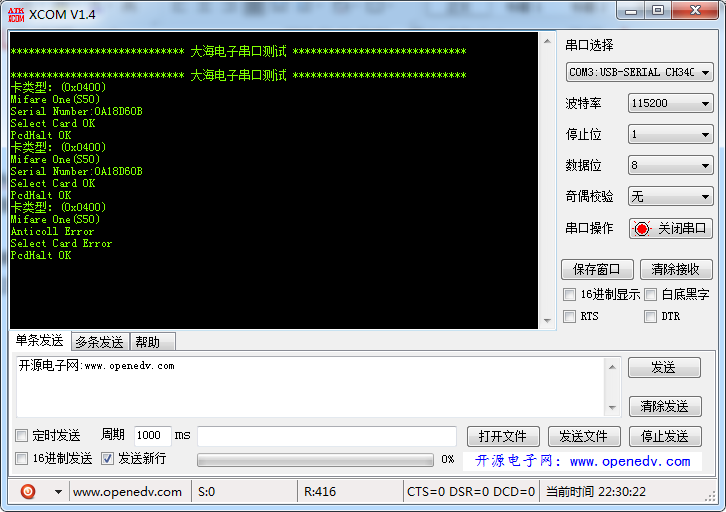 ATK
XCOM
XCOM V1.4
***************************** 大海电子串口测试 *****************************
***************************** 大海电子串口测试 *****************************
卡类型: (0x0400)
Mifare One(S50)
Serial Number:0A18D60B
Select Card OK
PcdHalt OK
卡类型: (0x0400)
Mifare One(S50)
Serial Number:0A18D60B
Select Card OK
PcdHalt OK
卡类型: (0x0400)
Mifare One(S50)
Anticoll Error
Select Card Error
PcdHalt OK
串口选择
COM3:USB-SERIAL CH340
波特率 115200
停止位 1
数据位 8
奇偶校验 无
串口操作 关闭串口
保存窗口 清除接收
16进制显示 白底黑字
RTS DTR
单条发送 多条发送 帮助
开源电子网:www.openedv.com
发送
清除发送
定时发送 周期 1000 ms 打开文件 发送文件 停止发送
16进制发送 发送新行 0% 开源电子网: www.openedv.com
www.openedv.com S:0 R:416 CTS=0 DSR=0 DCD=0 当前时间 22:30:22